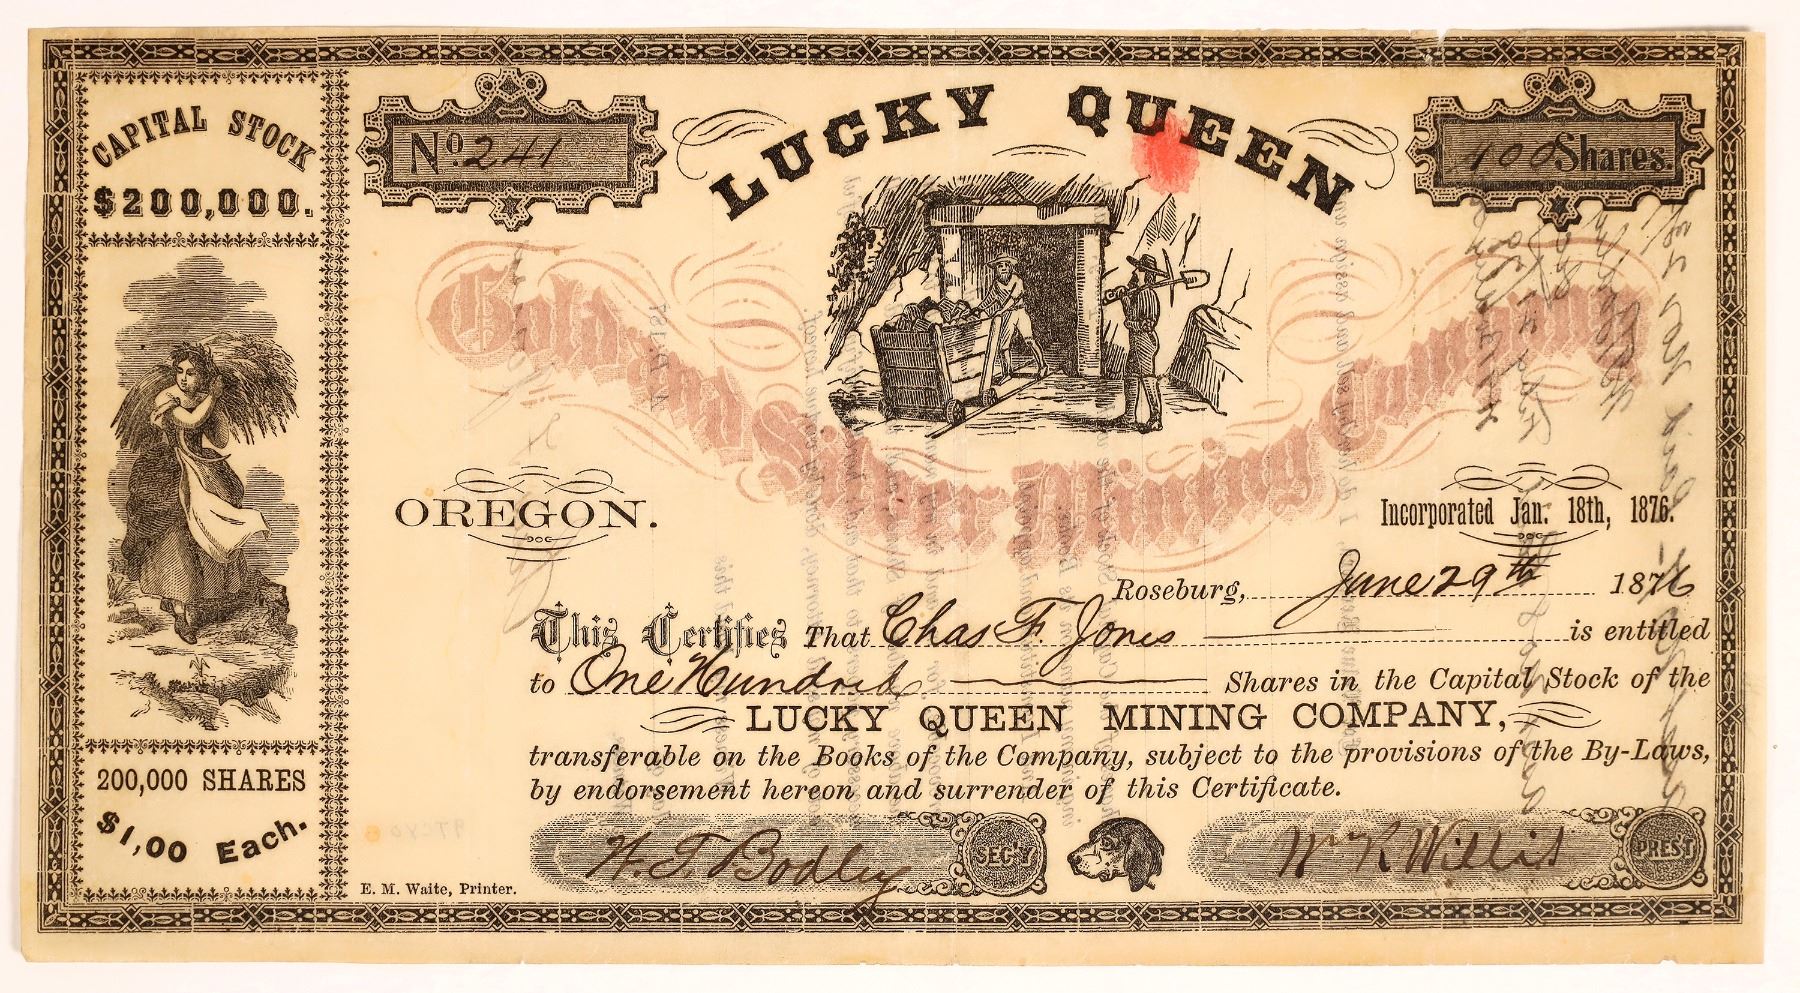 CAPITAL STOCK
$200,000.
200,000 SHARES
$1,00 Each.
No. 241
LUCKY QUEEN
Shares.
Gold and Silver Mining Company
OREGON.
Incorporated Jan. 18th, 1876.
Roseburg, June 29th 1876
This Certifies That Chas F. Jones is entitled
to One Hundred Shares in the Capital Stock of the
LUCKY QUEEN MINING COMPANY,
transferable on the Books of the Company, subject to the provisions of the By-Laws,
by endorsement hereon and surrender of this Certificate.
H. T. Bodley SEC'Y
Wm R Willis PREST
E. M. Waite, Printer.